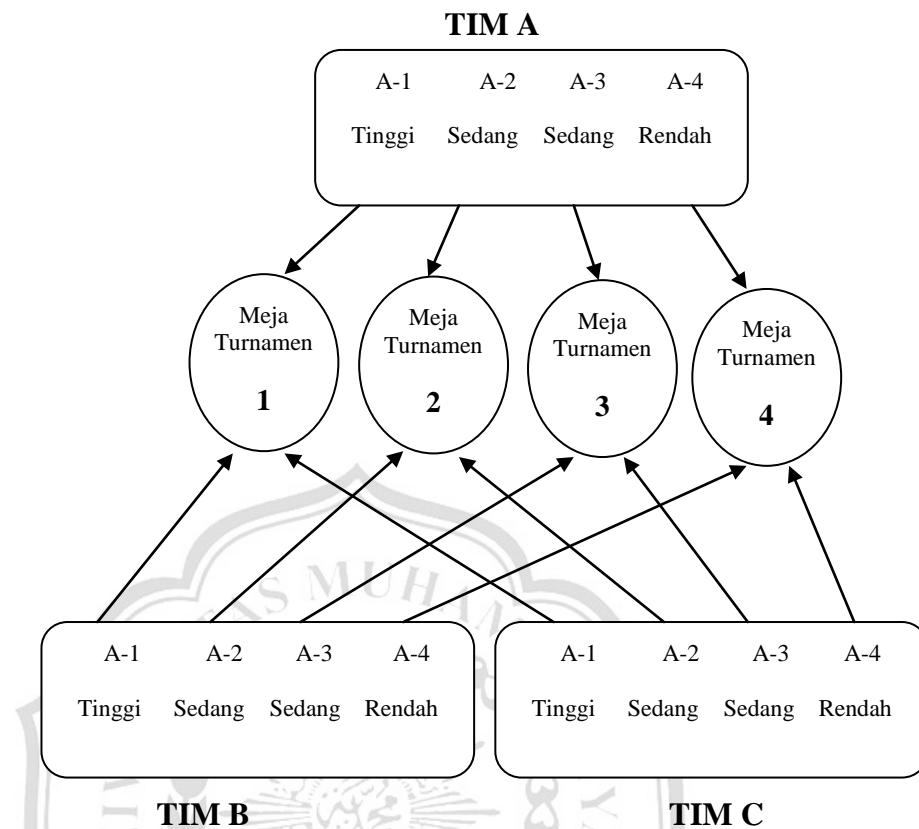 TIM A
A-1 A-2 A-3 A-4
Tinggi Sedang Sedang Rendah
Meja
Turnamen
1
Meja
Turnamen
2
Meja
Turnamen
3
Meja
Turnamen
4
A-1 A-2 A-3 A-4
Tinggi Sedang Sedang Rendah
A-1 A-2 A-3 A-4
Tinggi Sedang Sedang Rendah
TIM B
TIM C